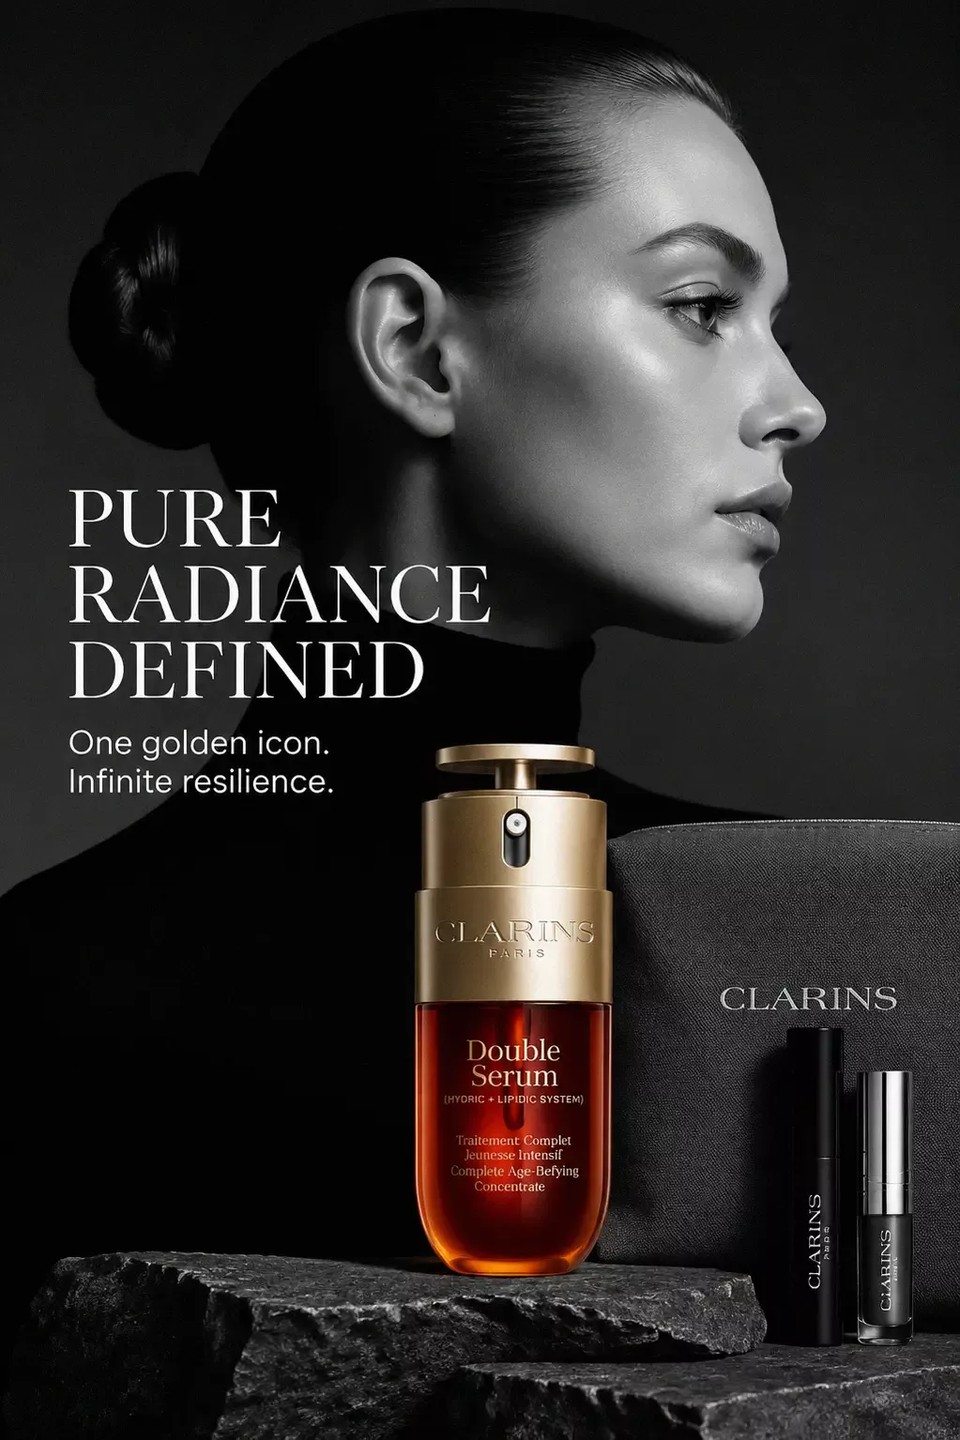 PURE
RADIANCE
DEFINED
One golden icon.
Infinite resilience.
CLARINS
PARIS
Double
Serum
(HYDRIC + LIPIDIC SYSTEM)
Traitement Complet
Jeunesse Intensif
Complete Age-Befying
Concentrate
CLARINS
CLARINS
CLARINS